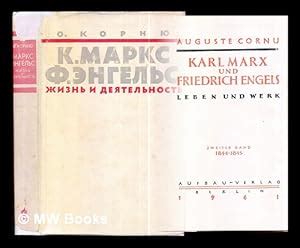 О. КОРНЮ
К. МАРКС
Ф. ЭНГЕЛЬС
ЖИЗНЬ И ДЕЯТЕЛЬНОСТЬ
AUGUSTE CORNU
KARL MARX
UND
FRIEDRICH ENGELS
LEBEN UND WERK
ZWEITER BAND
1844-1845
AUFBAU-VERLAG
BERLIN
1961
© MW Books